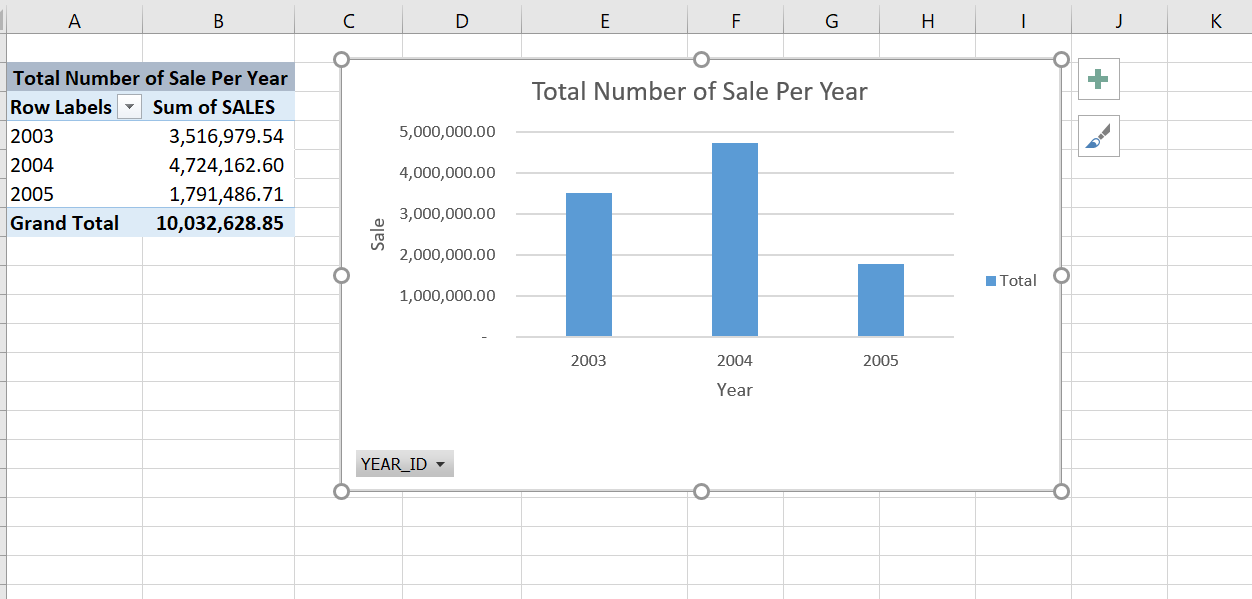 A B C D E F G H I J K
Total Number of Sale Per Year
Row Labels Sum of SALES
2003 3,516,979.54
2004 4,724,162.60
2005 1,791,486.71
Grand Total 10,032,628.85
Total Number of Sale Per Year
Sale
5,000,000.00
4,000,000.00
3,000,000.00
2,000,000.00
1,000,000.00
-
2003 2004 2005
Year
Total
YEAR_ID